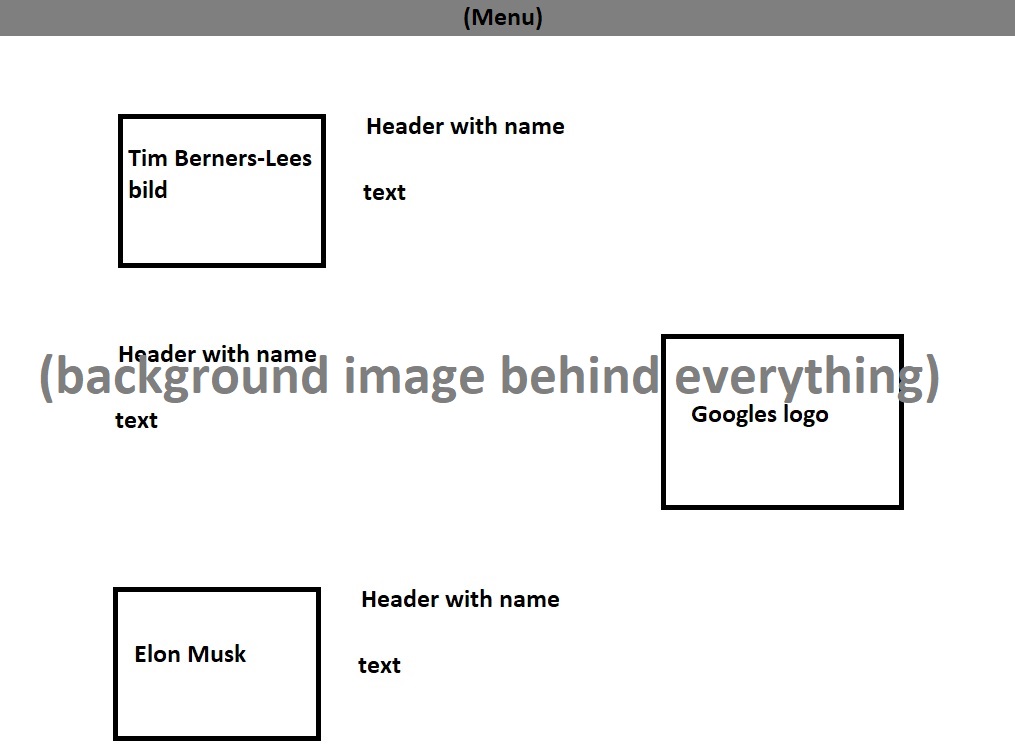 (Menu)
Header with name
Tim Berners-Lees
bild
text
Header with name
(background image behind everything)
Googles logo
text
Header with name
Elon Musk
text